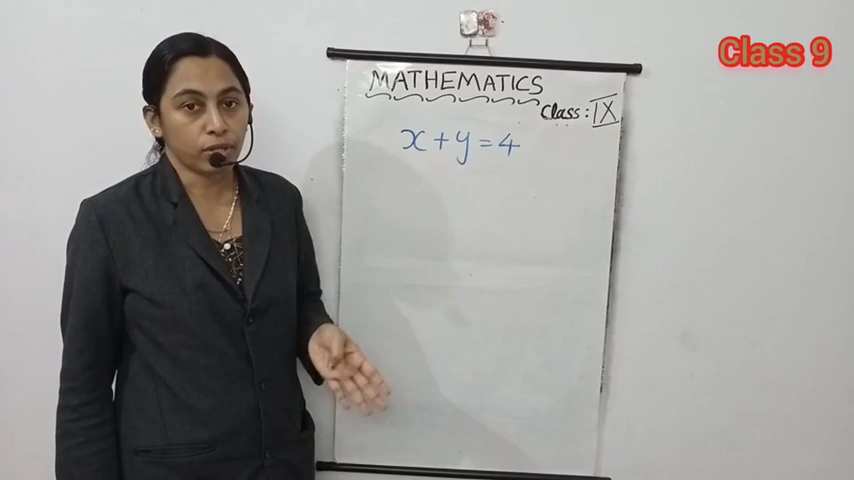 MATHEMATICS
Class : IX
x + y = 4
Class 9